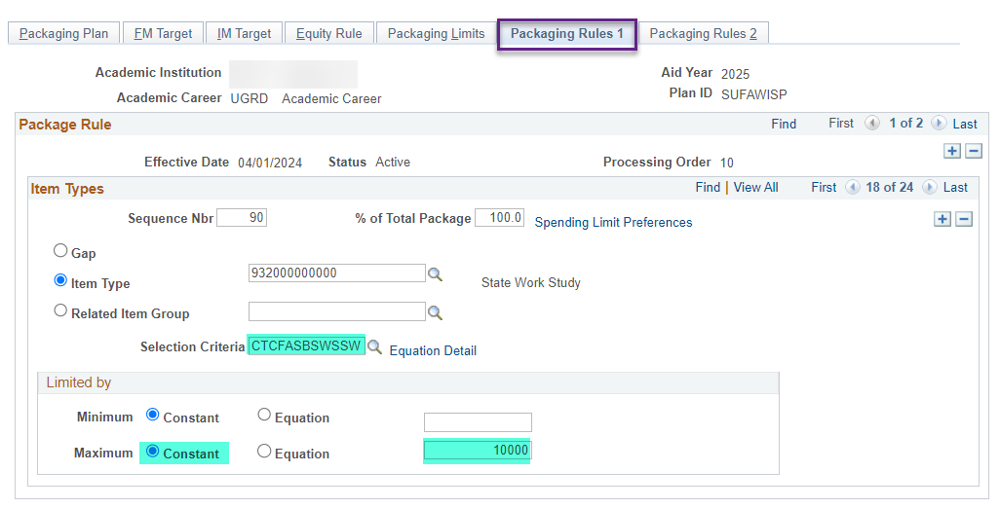 Packaging Plan FM Target IM Target Equity Rule Packaging Limits Packaging Rules 1 Packaging Rules 2
Academic Institution Aid Year 2025
Academic Career UGRD Academic Career Plan ID SUFAWISP
Package Rule Find First 1 of 2 Last
Effective Date 04/01/2024 Status Active Processing Order 10
Item Types Find | View All First 18 of 24 Last
Sequence Nbr 90 % of Total Package 100.0 Spending Limit Preferences
Gap
Item Type 932000000000 State Work Study
Related Item Group
Selection Criteria CTCFASBSWSSW Equation Detail
Limited by
Minimum Constant Equation
Maximum Constant Equation 10000